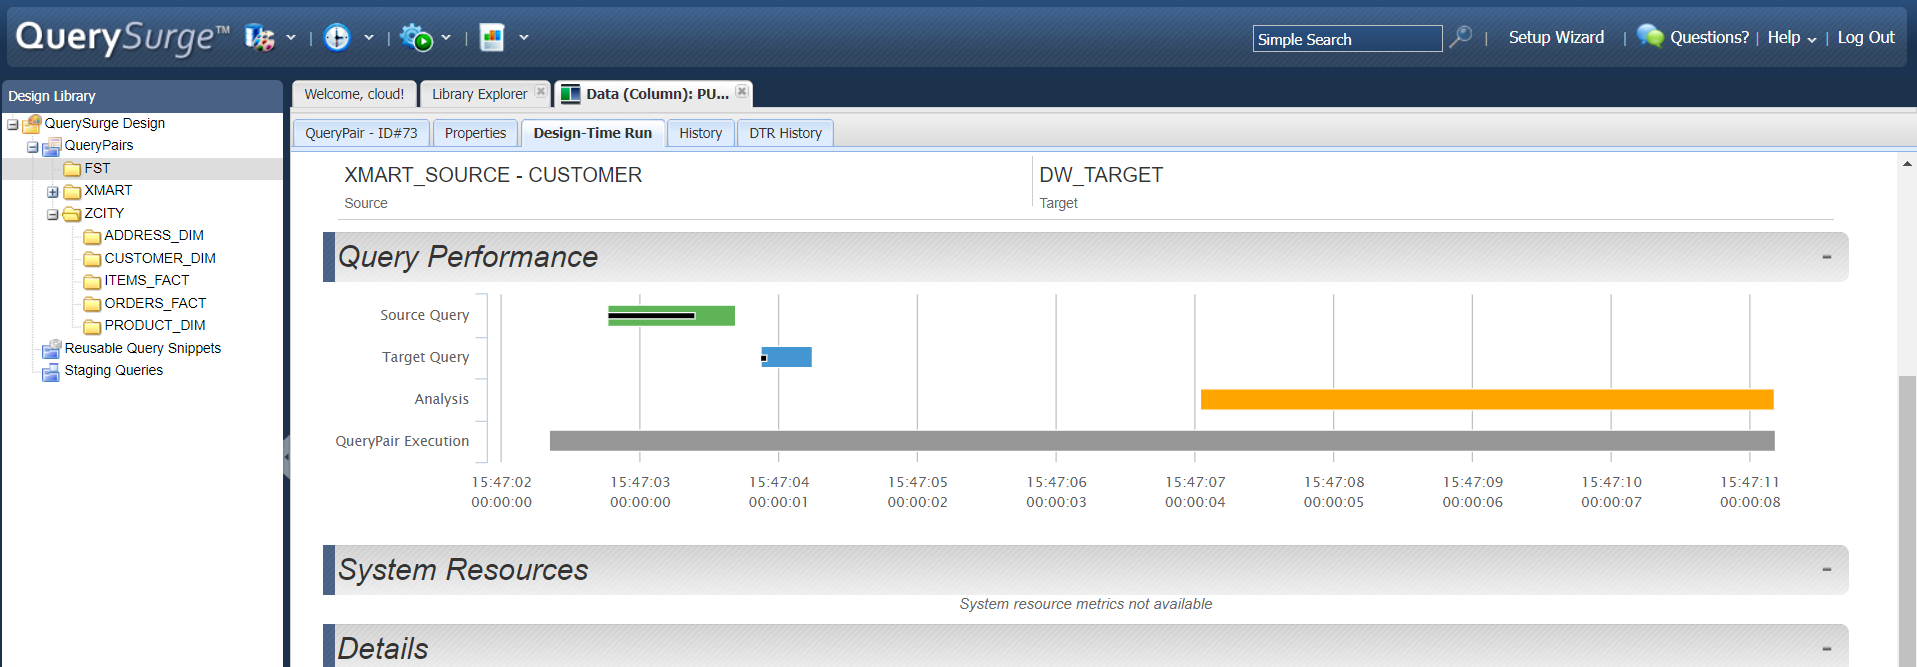 QuerySurge™
Simple Search
Setup Wizard
Questions?
Help
Log Out
Design Library
QuerySurge Design
QueryPairs
FST
XMART
ZCITY
ADDRESS_DIM
CUSTOMER_DIM
ITEMS_FACT
ORDERS_FACT
PRODUCT_DIM
Reusable Query Snippets
Staging Queries
Welcome, cloud!
Library Explorer
Data (Column): PU...
QueryPair - ID#73
Properties
Design-Time Run
History
DTR History
XMART_SOURCE - CUSTOMER
Source
DW_TARGET
Target
Query Performance
Source Query
Target Query
Analysis
QueryPair Execution
15:47:02 15:47:03 15:47:04 15:47:05 15:47:06 15:47:07 15:47:08 15:47:09 15:47:10 15:47:11
00:00:00 00:00:00 00:00:01 00:00:02 00:00:03 00:00:04 00:00:05 00:00:06 00:00:07 00:00:08
System Resources
System resource metrics not available
Details